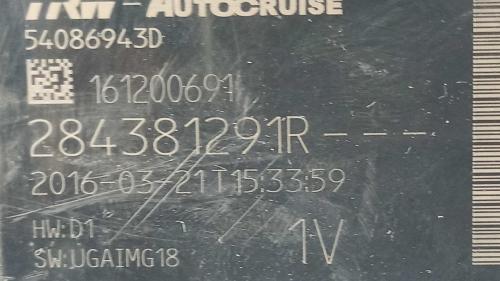 TRW - AUTOCRUISE
54086943D
161200691
284381291R - - -
2016-03-21T15:33:59
HW:D1
1V
SW:UGAIMG18